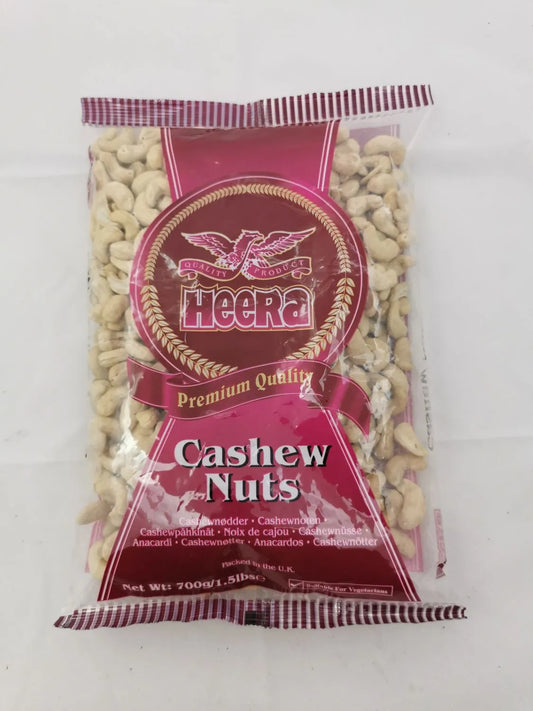 QUALITY PRODUCT
HEERA
Premium Quality
Cashew
Nuts
Cashewnødder • Cashewnoten •
Cashewpähkinät • Noix de cajou • Cashewnüsse •
Anacardi • Cashewnøtter • Anacardos • Cashewnötter
Packed in the U.K.
Net Wt: 700g/1.5lbs℮
Suitable For Vegetarians